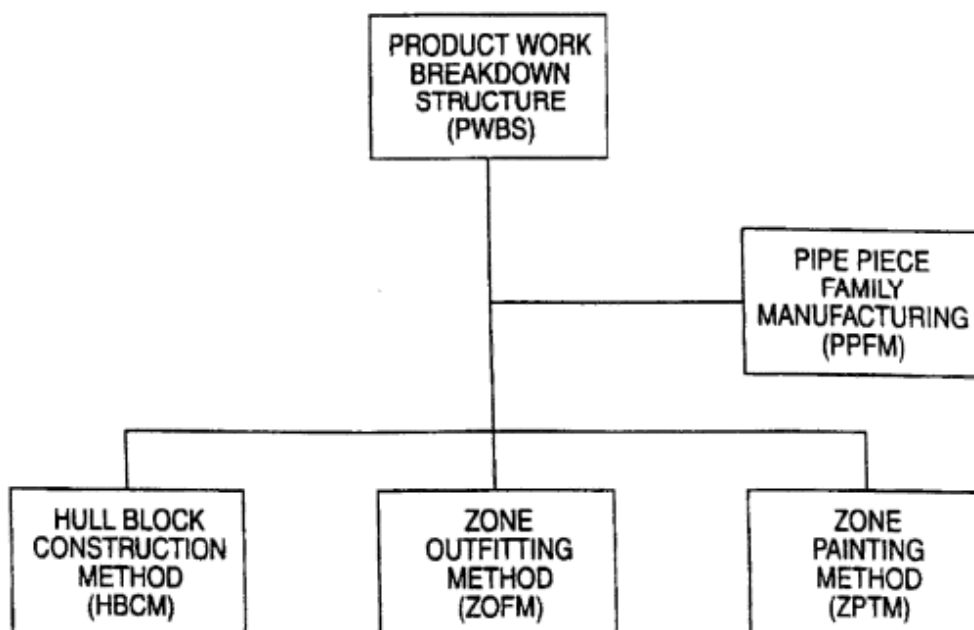 PRODUCT WORK
BREAKDOWN
STRUCTURE
(PWBS)
PIPE PIECE
FAMILY
MANUFACTURING
(PPFM)
HULL BLOCK
CONSTRUCTION
METHOD
(HBCM)
ZONE
OUTFITTING
METHOD
(ZOFM)
ZONE
PAINTING
METHOD
(ZPTM)